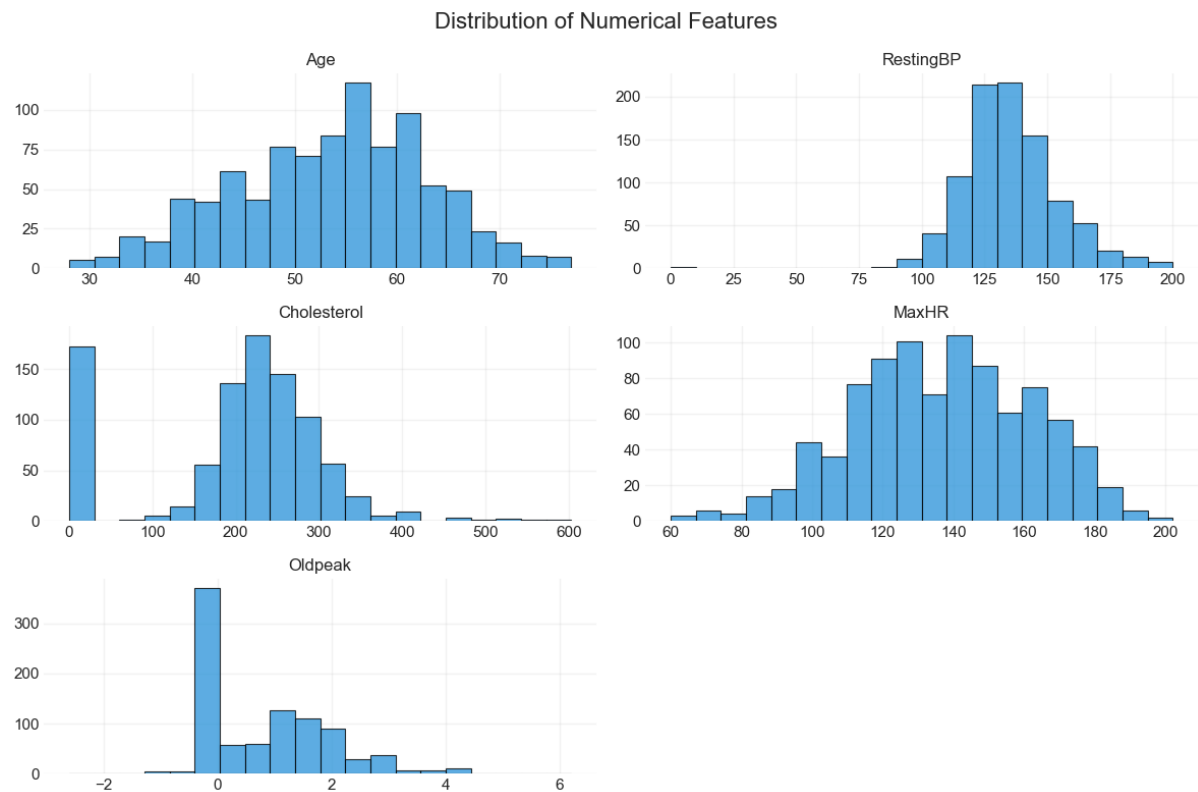 Distribution of Numerical Features
Age
100
75
50
25
0
30 40 50 60 70
RestingBP
200
150
100
50
0
0 25 50 75 100 125 150 175 200
Cholesterol
150
100
50
0
0 100 200 300 400 500 600
MaxHR
100
80
60
40
20
0
60 80 100 120 140 160 180 200
Oldpeak
300
200
100
0
−2 0 2 4 6